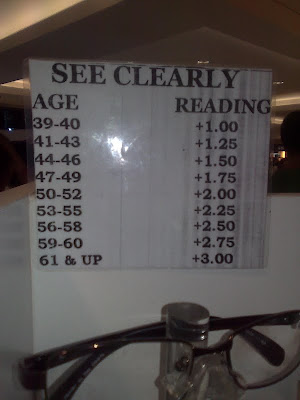 SEE CLEARLY
AGE READING
39-40 +1.00
41-43 +1.25
44-46 +1.50
47-49 +1.75
50-52 +2.00
53-55 +2.25
56-58 +2.50
59-60 +2.75
61 & UP +3.00